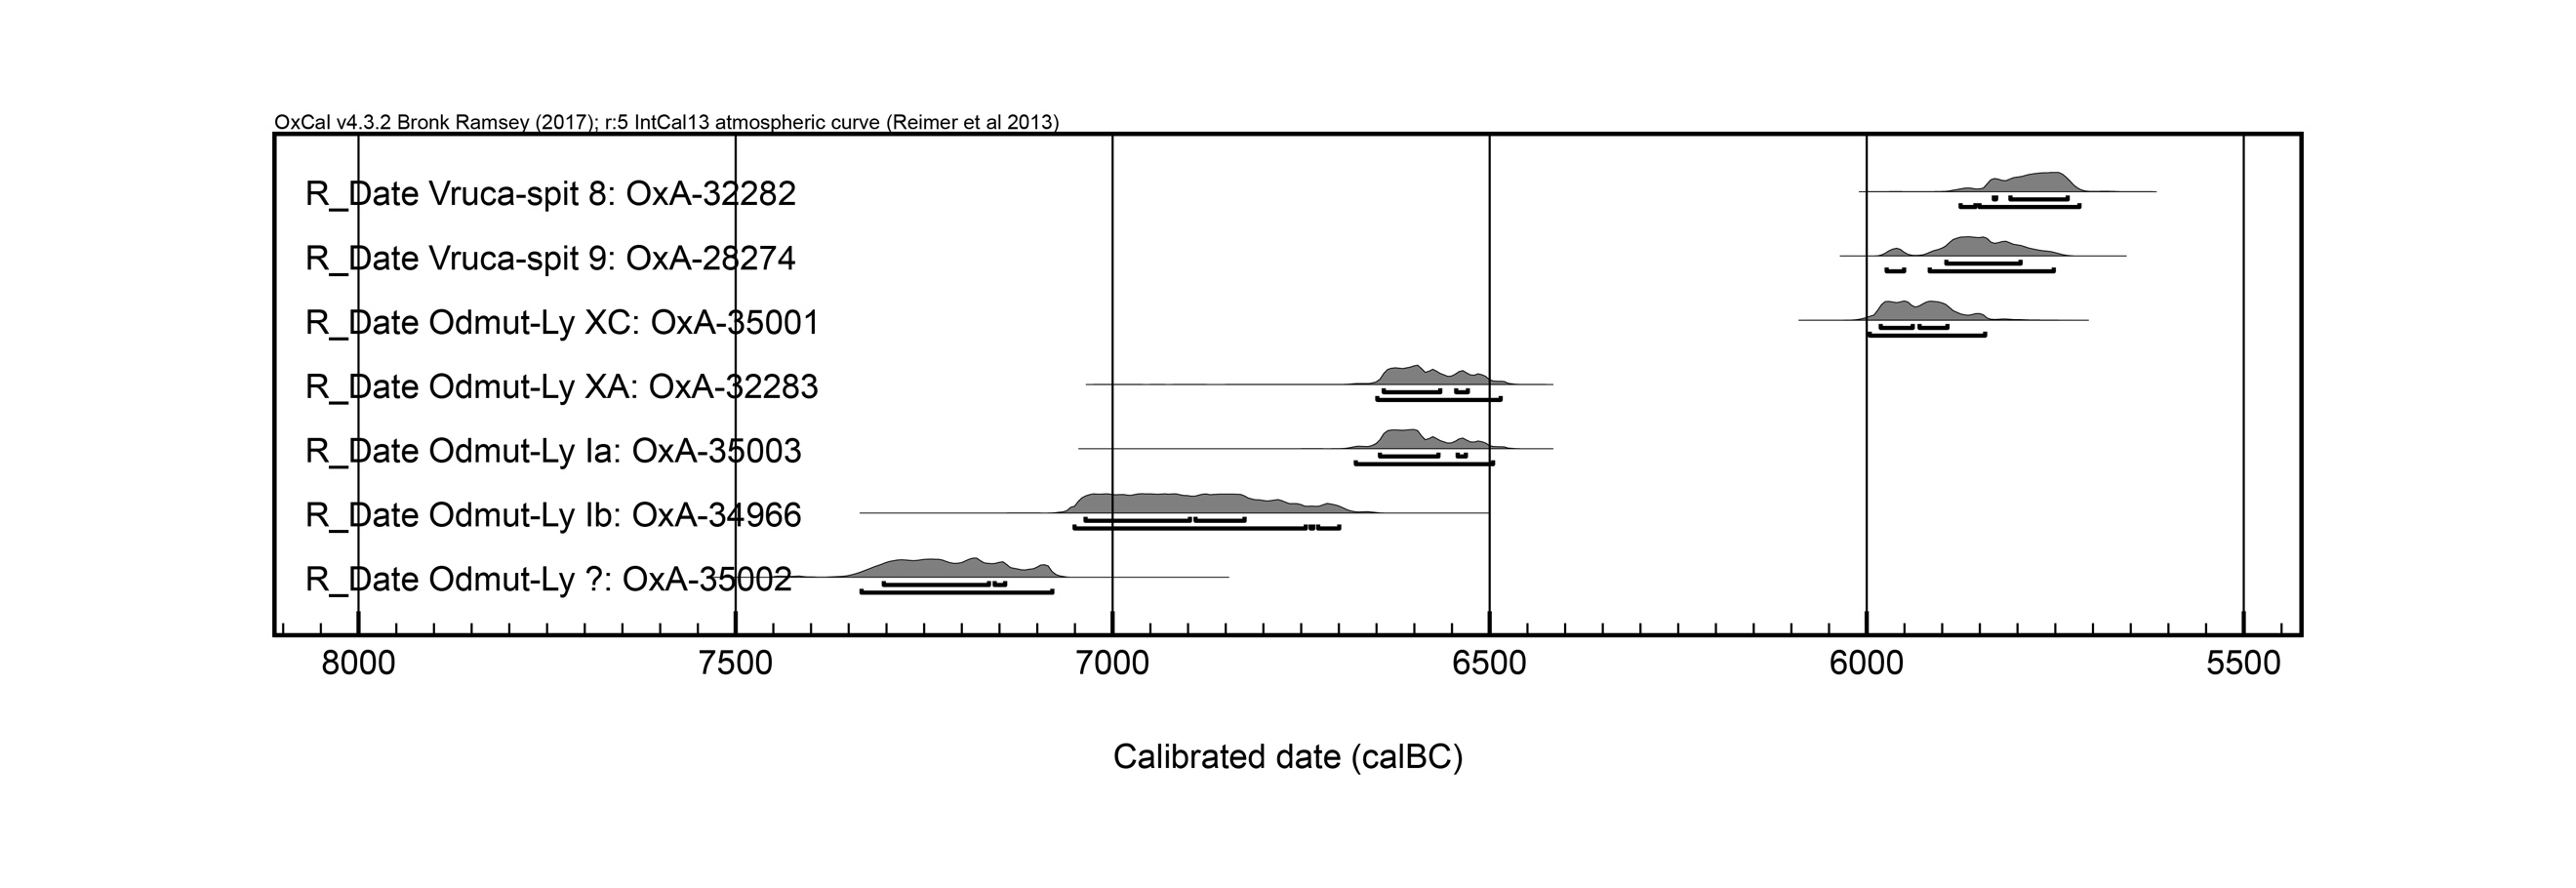 OxCal v4.3.2 Bronk Ramsey (2017); r:5 IntCal13 atmospheric curve (Reimer et al 2013)
R_Date Vruca-spit 8: OxA-32282
R_Date Vruca-spit 9: OxA-28274
R_Date Odmut-Ly XC: OxA-35001
R_Date Odmut-Ly XA: OxA-32283
R_Date Odmut-Ly Ia: OxA-35003
R_Date Odmut-Ly Ib: OxA-34966
R_Date Odmut-Ly ?: OxA-35002
8000 7500 7000 6500 6000 5500
Calibrated date (calBC)